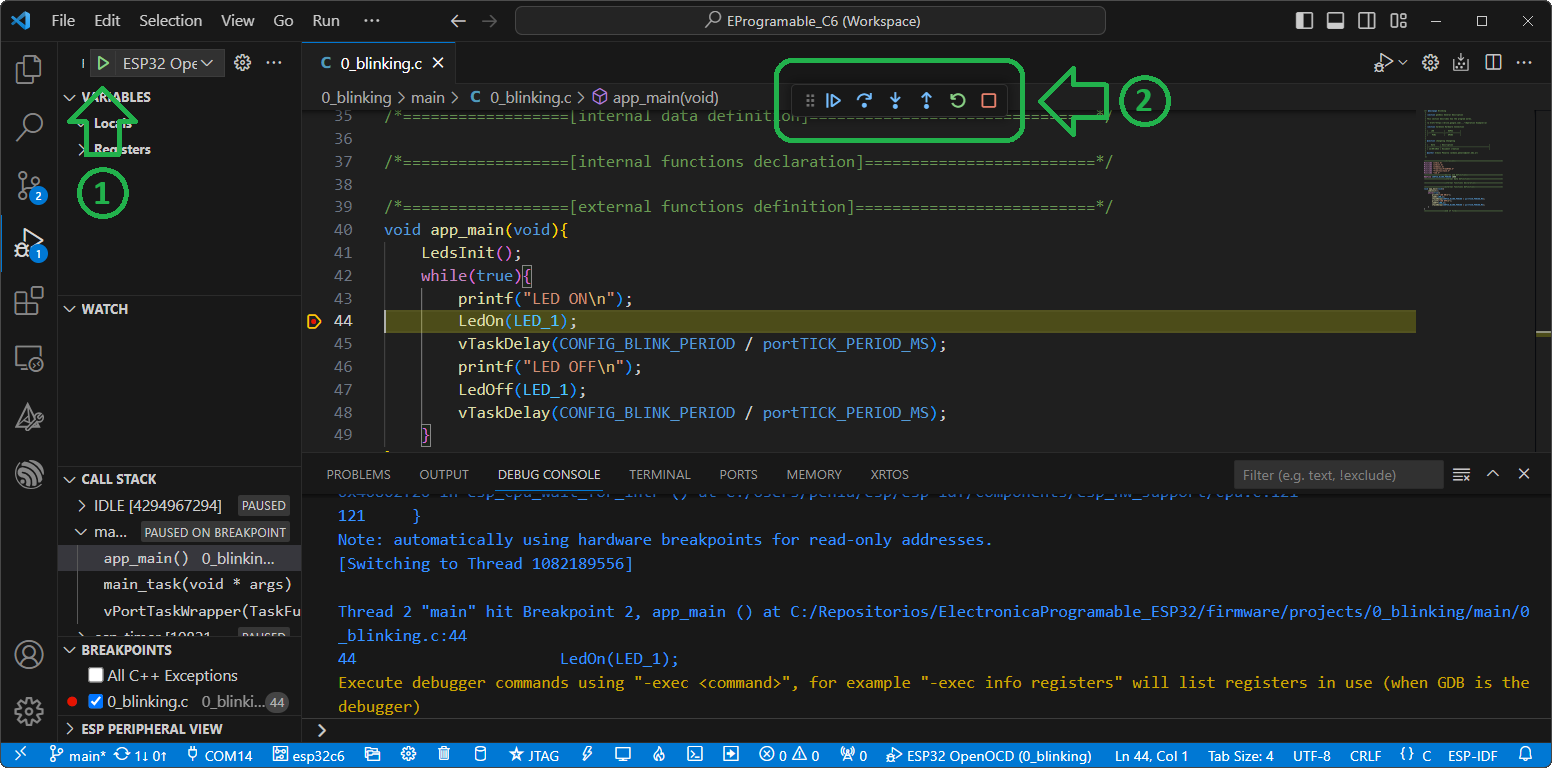 File Edit Selection View Go Run ···
EProgramable_C6 (Workspace)
ESP32 Ope
0_blinking.c
0_blinking > main > C 0_blinking.c > app_main(void)
VARIABLES
Locals
Registers
1
2
WATCH
CALL STACK
IDLE [4294967294] PAUSED
ma... PAUSED ON BREAKPOINT
app_main() 0_blinkin...
main_task(void * args)
vPortTaskWrapper(TaskFu
BREAKPOINTS
All C++ Exceptions
0_blinking.c 0_blinki... 44
ESP PERIPHERAL VIEW
2
1
35 /*==================[internal data definition]=========================*/
36
37 /*==================[internal functions declaration]=========================*/
38
39 /*==================[external functions definition]==========================*/
40 void app_main(void){
41 LedsInit();
42 while(true){
43 printf("LED ON\n");
44 LedOn(LED_1);
45 vTaskDelay(CONFIG_BLINK_PERIOD / portTICK_PERIOD_MS);
46 printf("LED OFF\n");
47 LedOff(LED_1);
48 vTaskDelay(CONFIG_BLINK_PERIOD / portTICK_PERIOD_MS);
49 }
PROBLEMS OUTPUT DEBUG CONSOLE TERMINAL PORTS MEMORY XRTOS
Filter (e.g. text, !exclude)
121 }
Note: automatically using hardware breakpoints for read-only addresses.
[Switching to Thread 1082189556]
Thread 2 "main" hit Breakpoint 2, app_main () at C:/Repositorios/ElectronicaProgramable_ESP32/firmware/projects/0_blinking/main/0
_blinking.c:44
44 LedOn(LED_1);
Execute debugger commands using "-exec <command>", for example "-exec info registers" will list registers in use (when GDB is the
debugger)
main* 1↓ 0↑ COM14 esp32c6 JTAG 0 0 0 ESP32 OpenOCD (0_blinking) Ln 44, Col 1 Tab Size: 4 UTF-8 CRLF {} C ESP-IDF